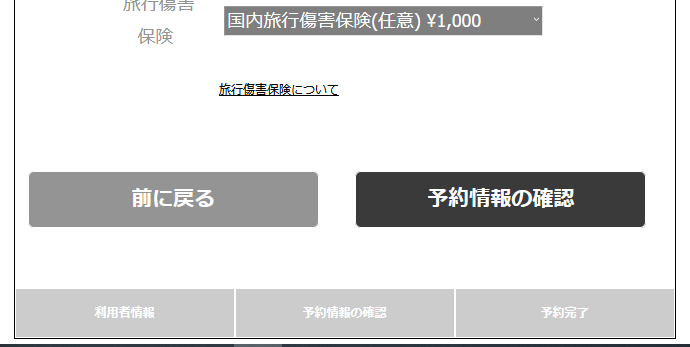 旅行傷害
保険
国内旅行傷害保険(任意) ¥1,000
旅行傷害保険について
前に戻る
予約情報の確認
利用者情報
予約情報の確認
予約完了